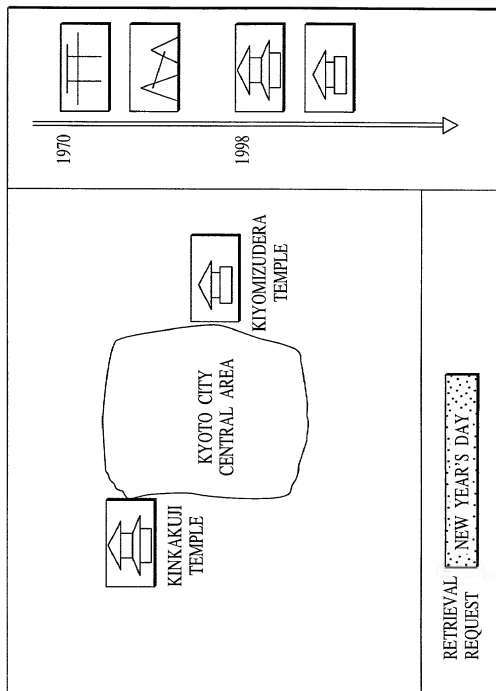 1970
1998
KINKAKUJI
TEMPLE
KYOTO CITY
CENTRAL AREA
KIYOMIZUDERA
TEMPLE
RETRIEVAL
REQUEST
NEW YEAR'S DAY